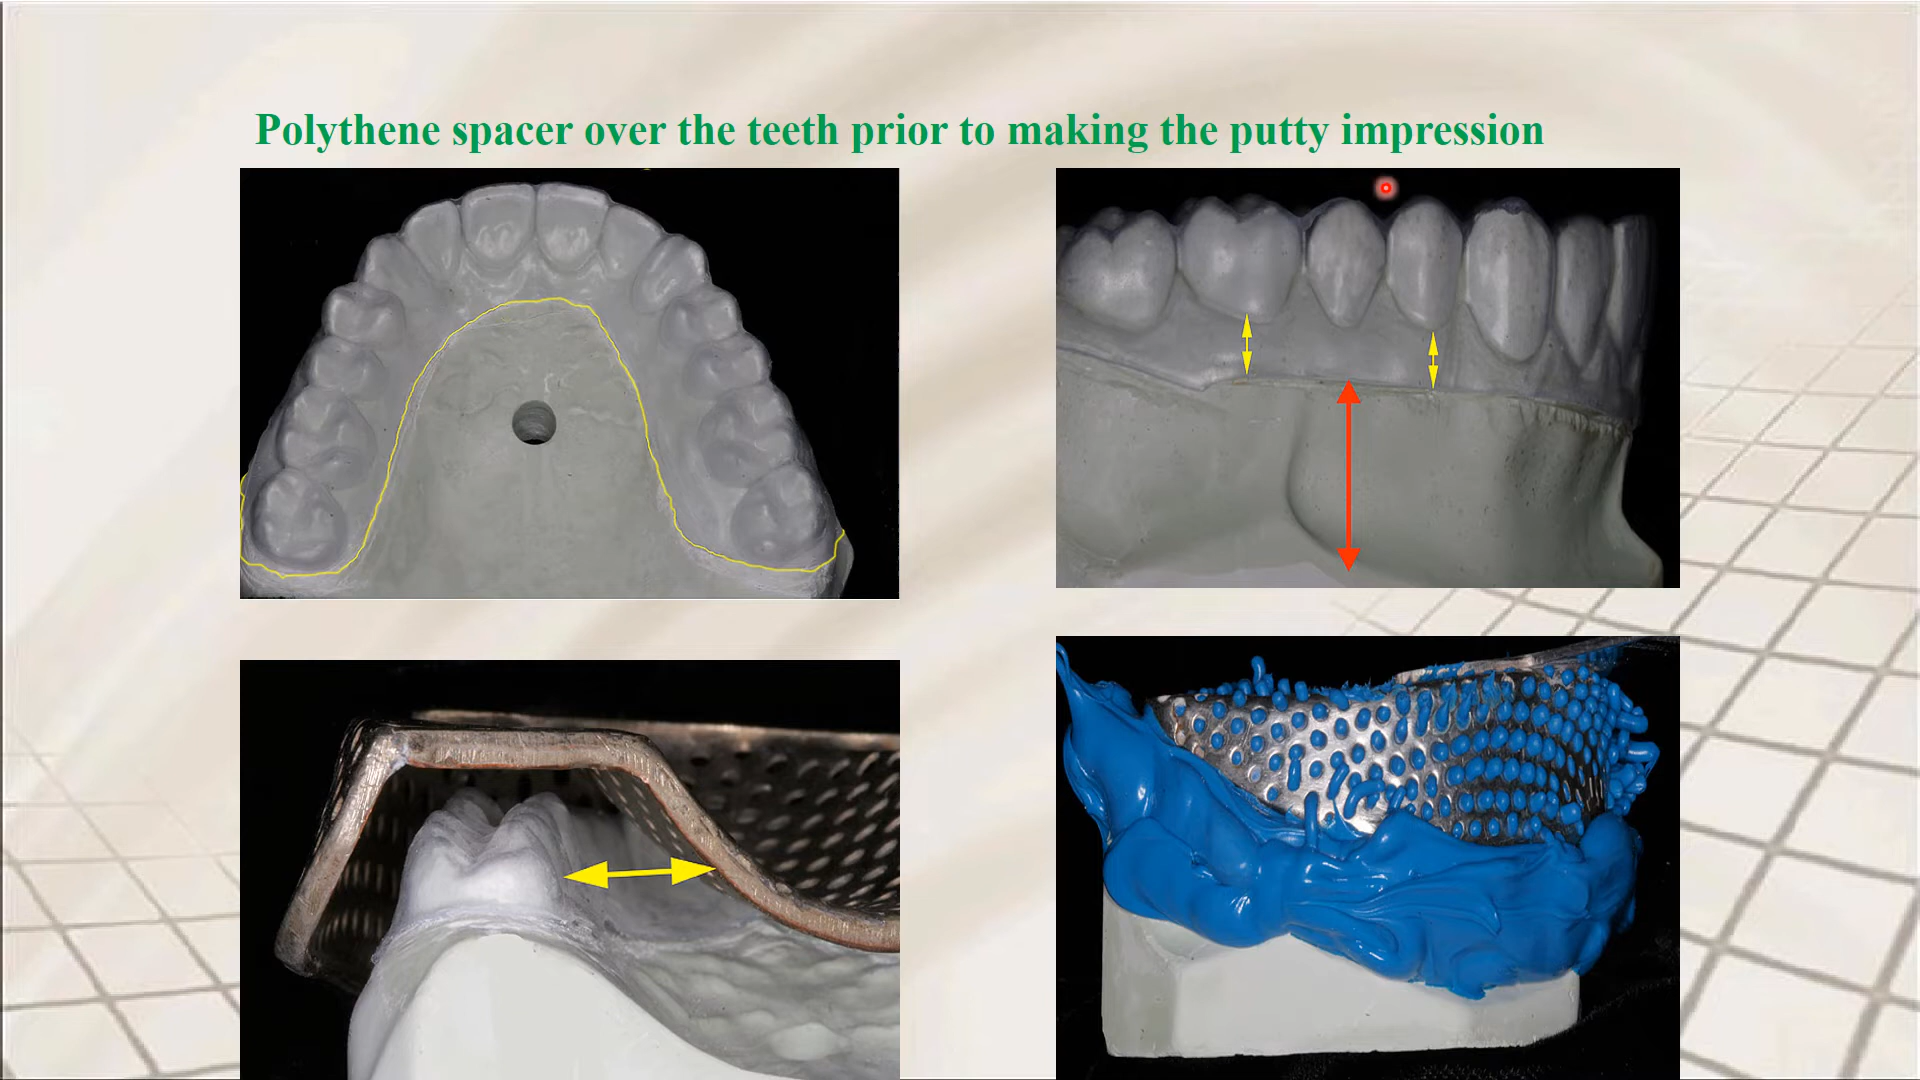 Polythene spacer over the teeth prior to making the putty impression